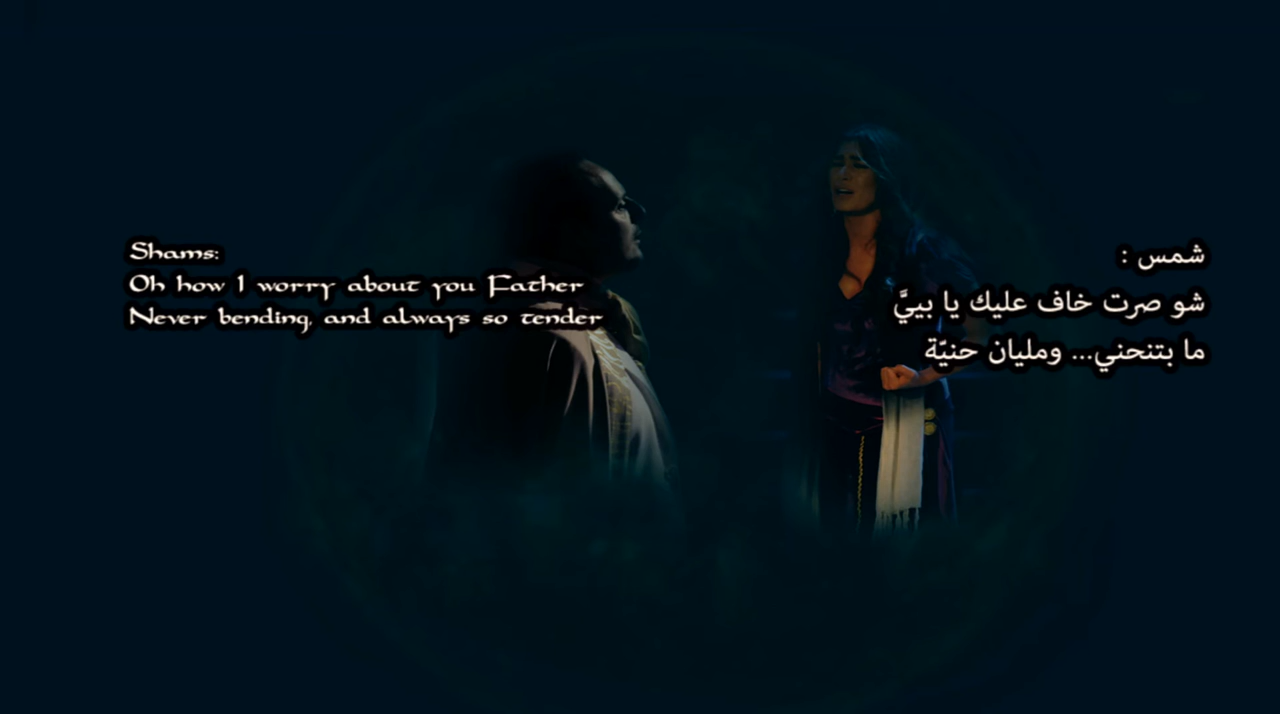 Shams:
Oh how I worry about you Father
Never bending, and always so tender
شمس :
شو صرت خاف عليك يا بييَّ
ما بتنحني... ومليان حنيّة